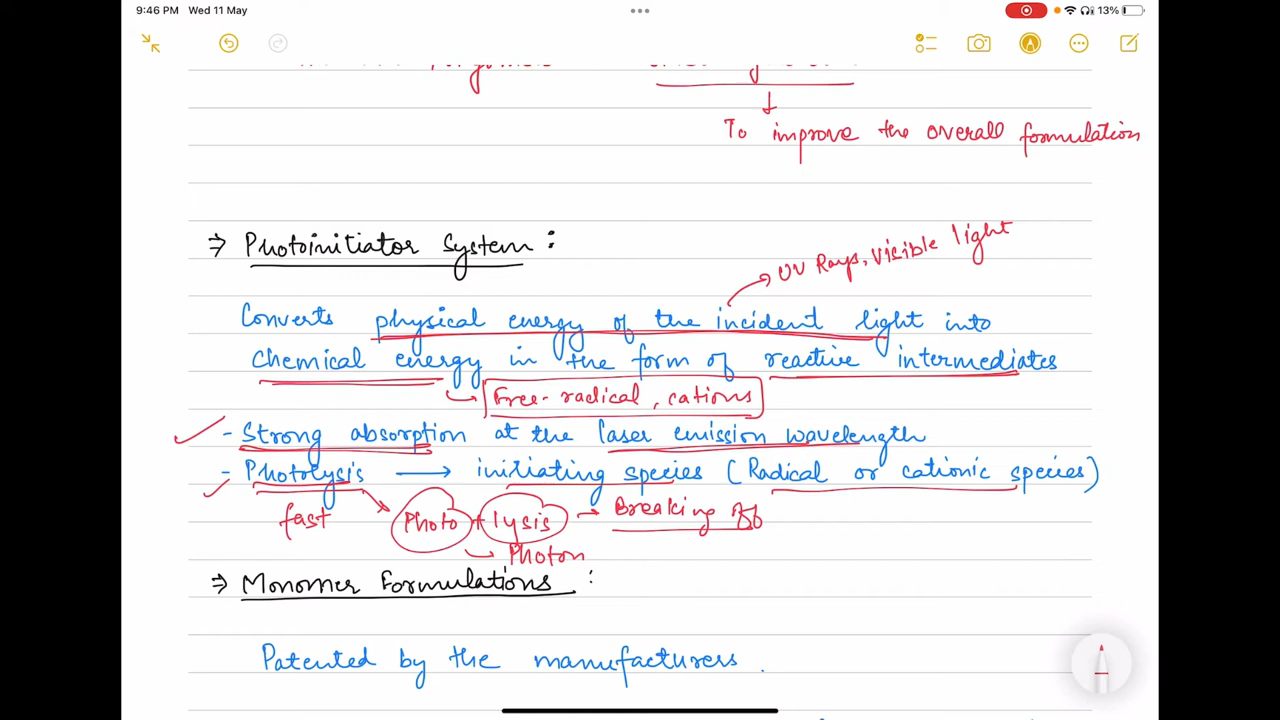 9:46 PM Wed 11 May
13%
To improve the overall formulation
⇒ Photoinitiator System :
UV Rays, Visible light
Converts physical energy of the incident light into
chemical energy in the form of reactive intermediates
Free-radical, cations
- Strong absorption at the laser emission wavelength
- Photolysis → initiating species (Radical or cationic species)
fast Photo + lysis → Breaking off
Photon
⇒ Monomer Formulations :
Patented by the manufacturers .